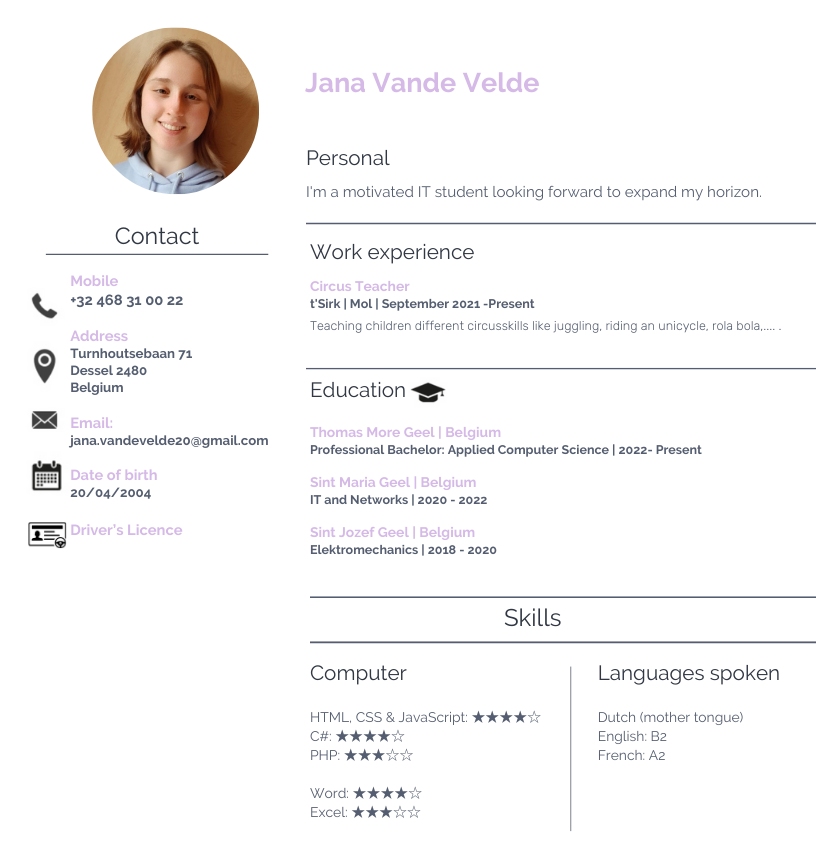 Jana Vande Velde
Personal
I'm a motivated IT student looking forward to expand my horizon.
Contact
Mobile
+32 468 31 00 22
Address
Turnhoutsebaan 71
Dessel 2480
Belgium
Email:
jana.vandevelde20@gmail.com
Date of birth
20/04/2004
Driver's Licence
Work experience
Circus Teacher
t'Sirk | Mol | September 2021 -Present
Teaching children different circusskills like juggling, riding an unicycle, rola bola,.... .
Education
Thomas More Geel | Belgium
Professional Bachelor: Applied Computer Science | 2022- Present
Sint Maria Geel | Belgium
IT and Networks | 2020 - 2022
Sint Jozef Geel | Belgium
Elektromechanics | 2018 - 2020
Skills
Computer
HTML, CSS & JavaScript: ★★★★☆
C#: ★★★★☆
PHP: ★★★☆☆
Word: ★★★★☆
Excel: ★★★☆☆
Languages spoken
Dutch (mother tongue)
English: B2
French: A2